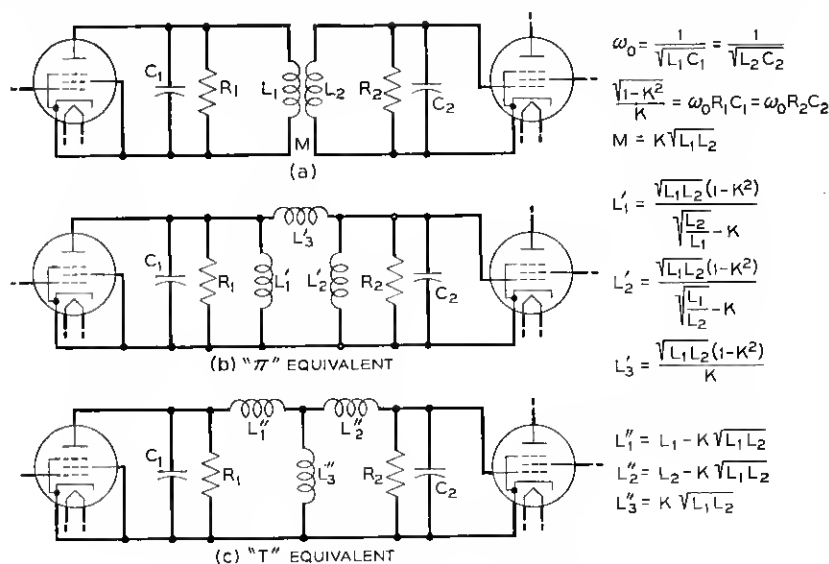 C₁ R₁ L₁ L₂ R₂ C₂
M
(a)
ω₀ = 1/√(L₁C₁) = 1/√(L₂C₂)
√(1-K²)/K = ω₀R₁C₁ = ω₀R₂C₂
M = K√(L₁L₂)
L′₃
C₁ R₁ L′₁ L′₂ R₂ C₂
(b) "π" EQUIVALENT
L′₁ = √(L₁L₂)(1-K²)/(√(L₂/L₁) - K)
L′₂ = √(L₁L₂)(1-K²)/(√(L₁/L₂) - K)
L′₃ = √(L₁L₂)(1-K²)/K
L″₁ L″₂
C₁ R₁ L″₃ R₂ C₂
(c) "T" EQUIVALENT
L″₁ = L₁ - K√(L₁L₂)
L″₂ = L₂ - K√(L₁L₂)
L″₃ = K√(L₁L₂)